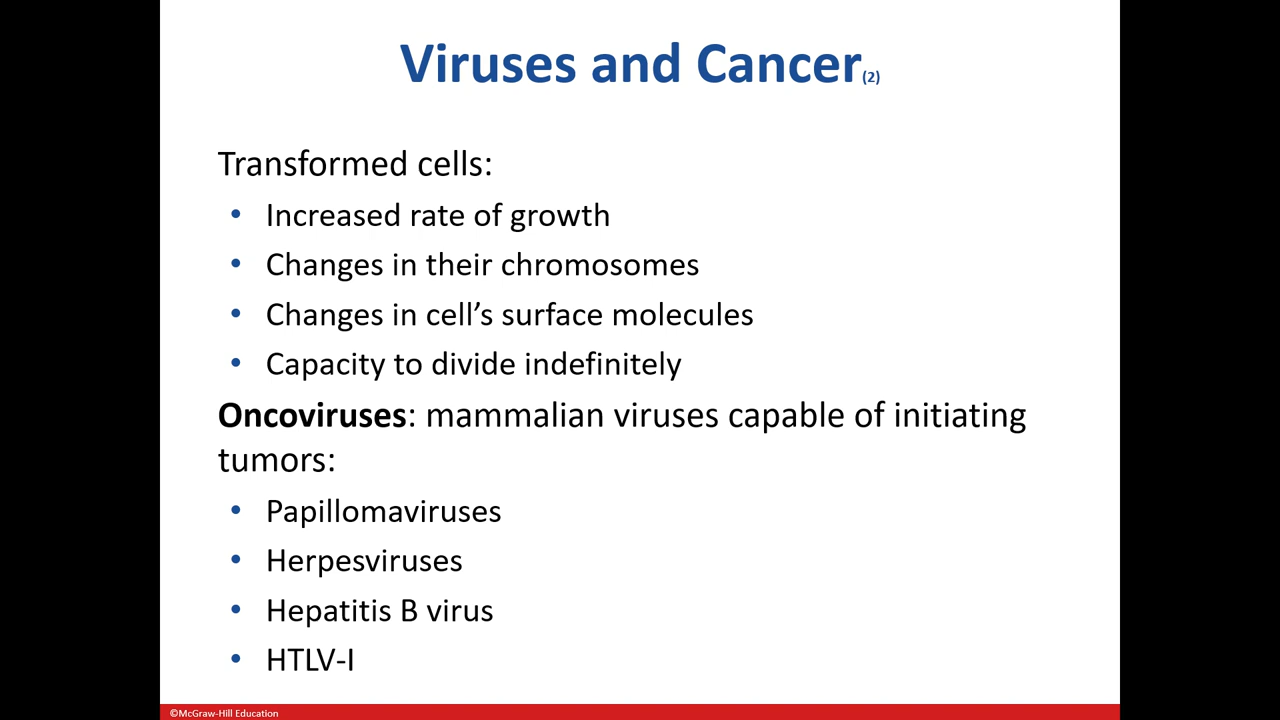 Viruses and Cancer(2)
Transformed cells:
• Increased rate of growth
• Changes in their chromosomes
• Changes in cell’s surface molecules
• Capacity to divide indefinitely
Oncoviruses: mammalian viruses capable of initiating
tumors:
• Papillomaviruses
• Herpesviruses
• Hepatitis B virus
• HTLV-I
©McGraw-Hill Education